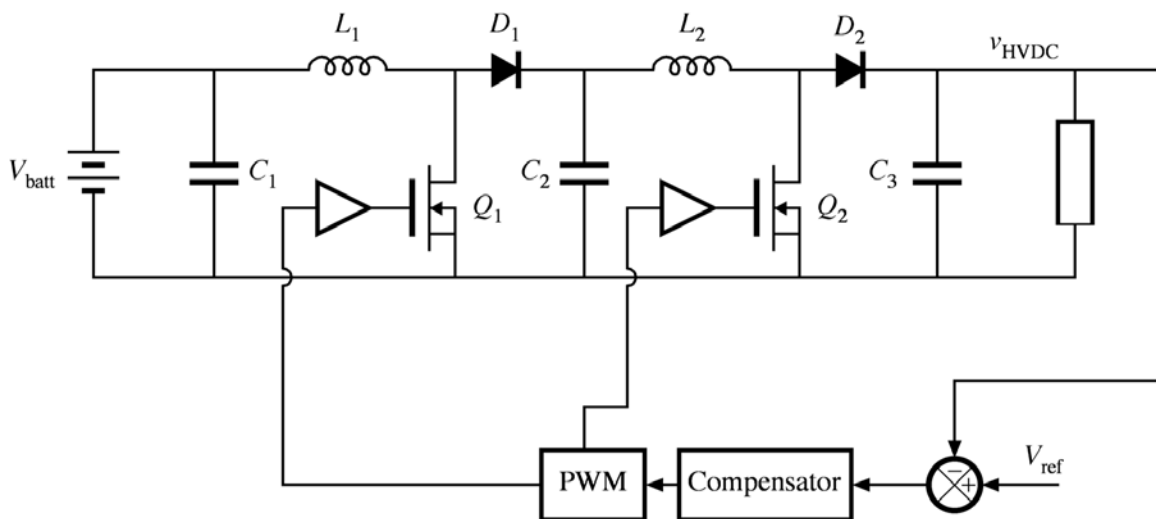 L1
D1
L2
D2
vHVDC
Vbatt
C1
Q1
C2
Q2
C3
PWM
Compensator
−
+
Vref